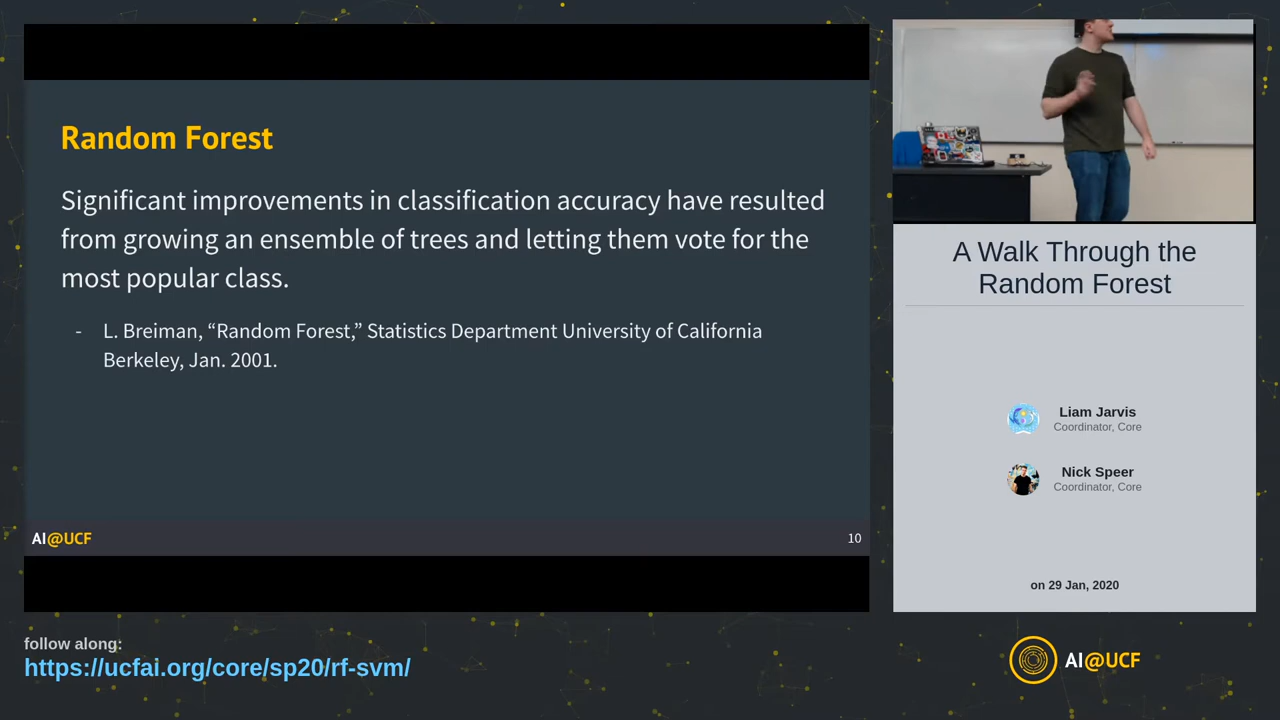 Random Forest
Significant improvements in classification accuracy have resulted
from growing an ensemble of trees and letting them vote for the
most popular class.
- L. Breiman, “Random Forest,” Statistics Department University of California
Berkeley, Jan. 2001.
AI@UCF
10
A Walk Through the
Random Forest
Liam Jarvis
Coordinator, Core
Nick Speer
Coordinator, Core
on 29 Jan, 2020
follow along:
https://ucfai.org/core/sp20/rf-svm/
AI@UCF